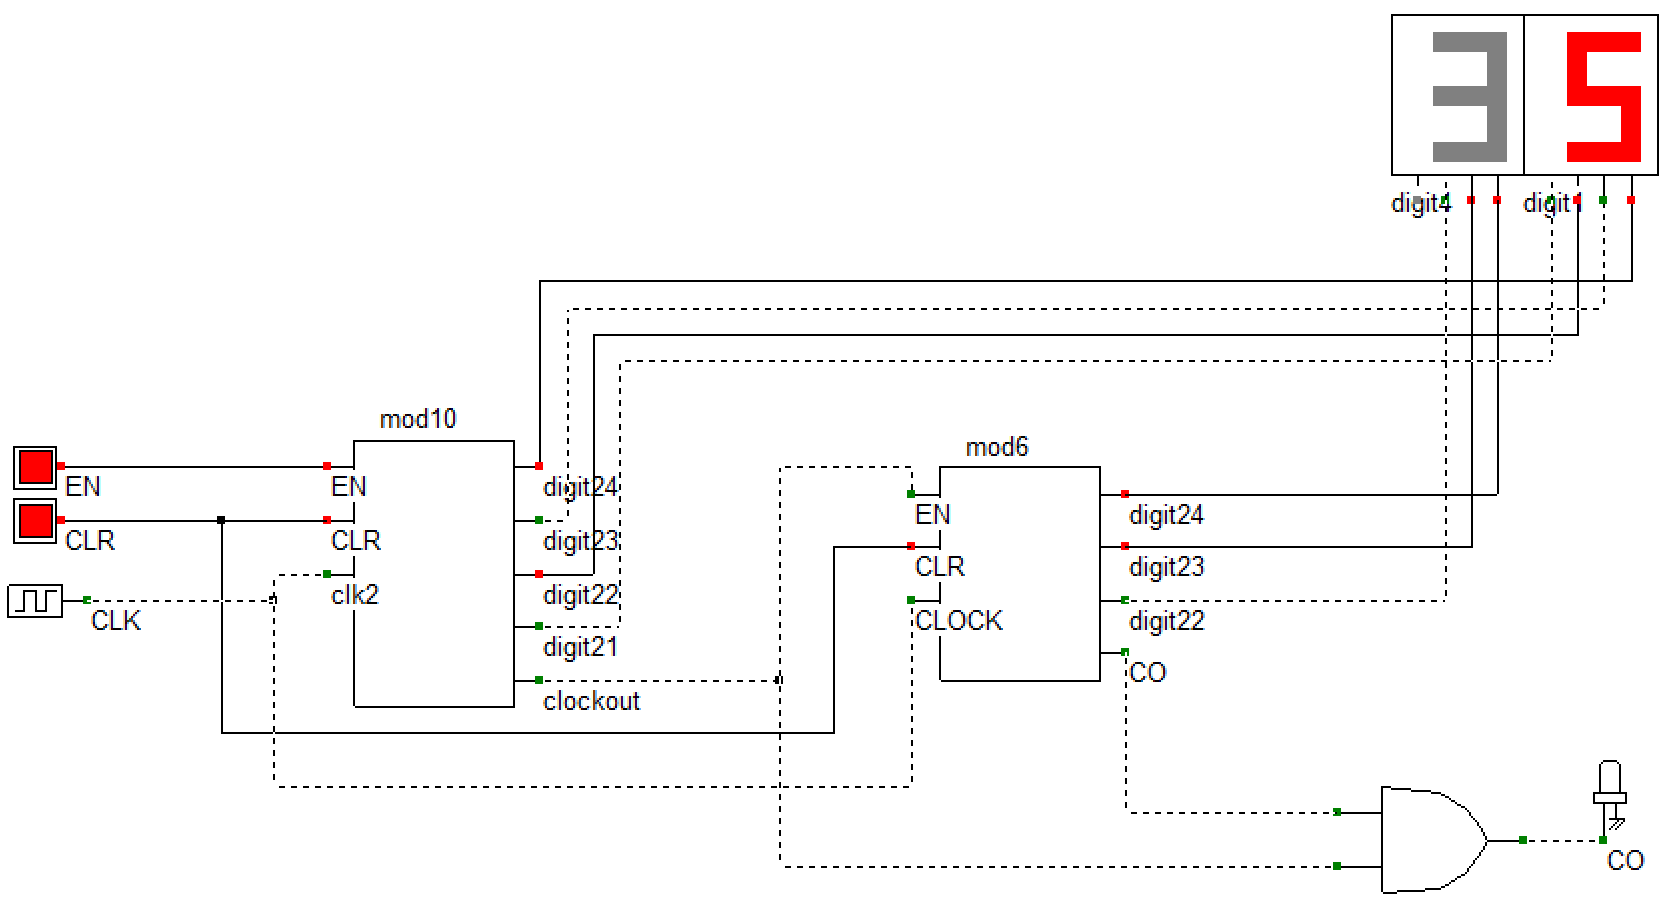 35
digit4 digit1
mod10
mod6
EN
CLR
CLK
EN
CLR
clk2
digit24
digit23
digit22
digit21
clockout
EN
CLR
CLOCK
digit24
digit23
digit22
CO
CO